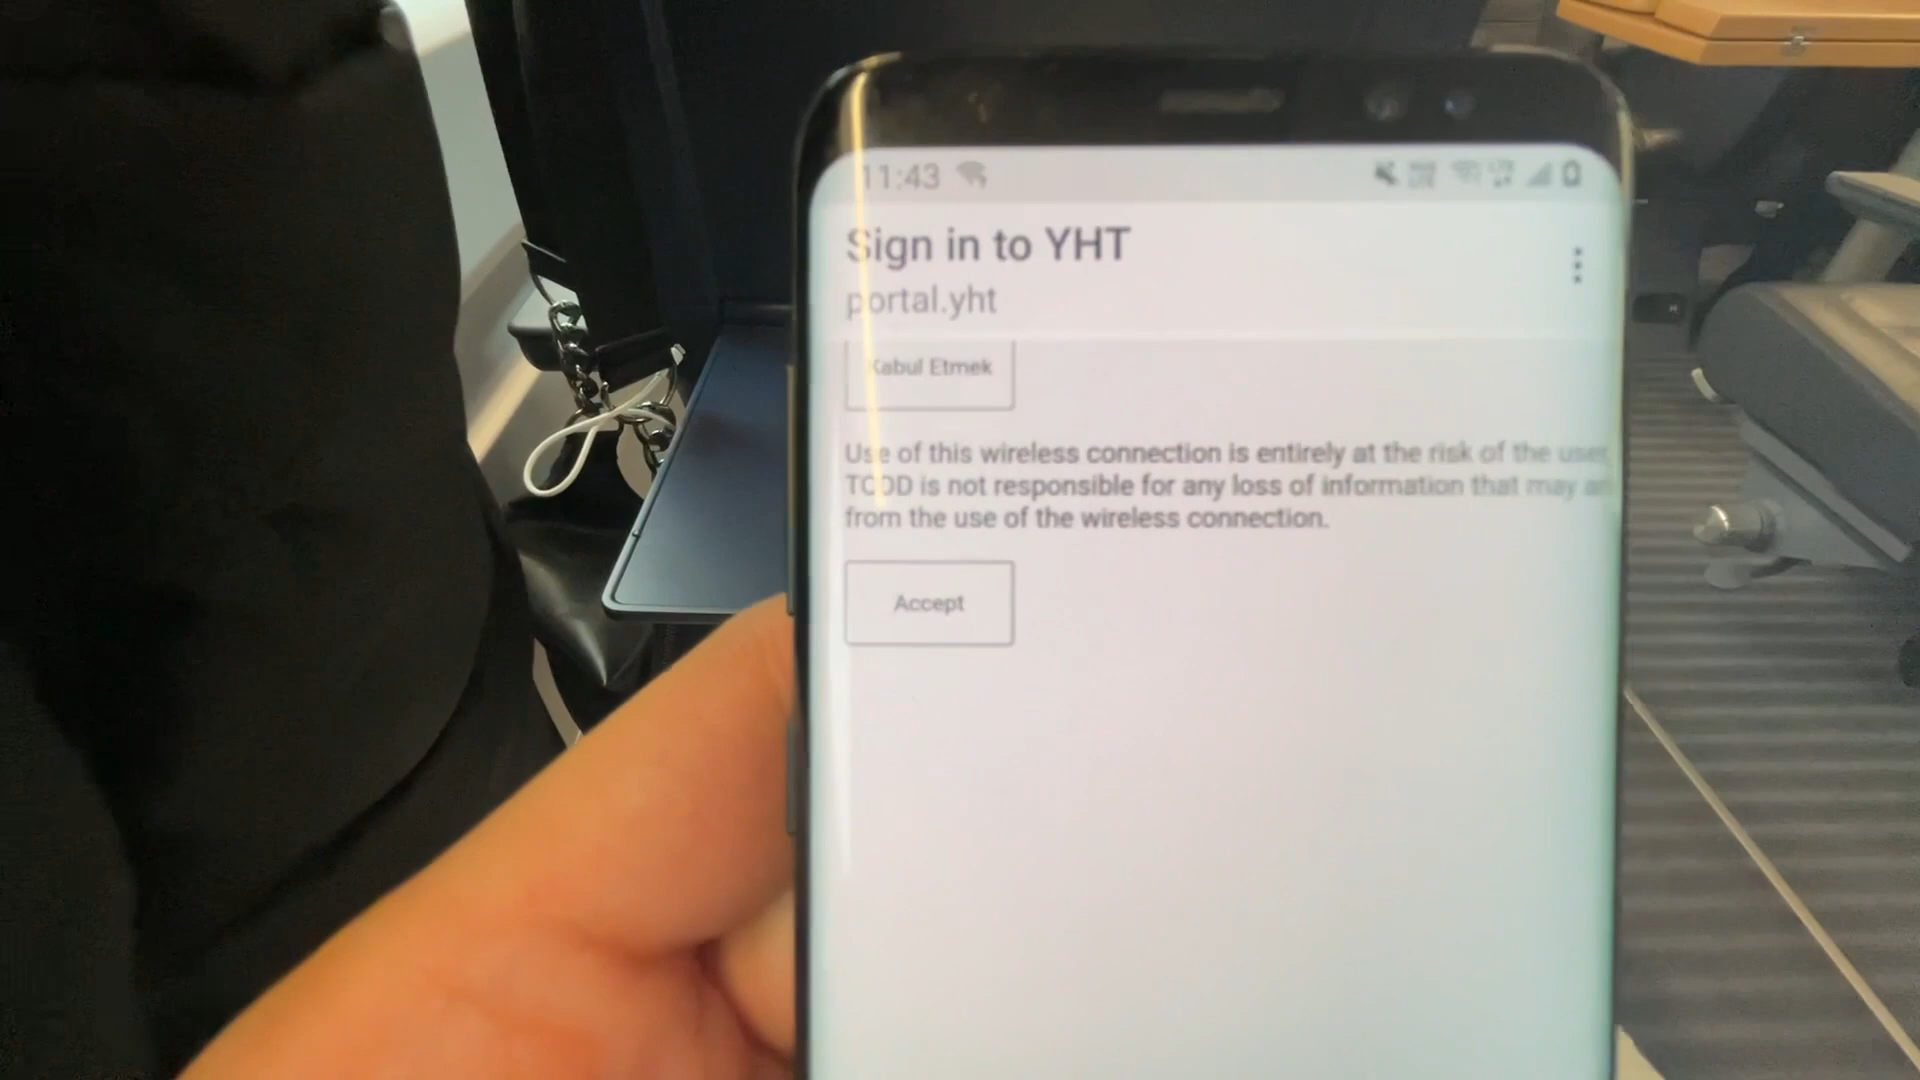 11:43
Sign in to YHT
portal.yht
Kabul Etmek
Use of this wireless connection is entirely at the risk of the user
TCDD is not responsible for any loss of information that may
from the use of the wireless connection.
Accept